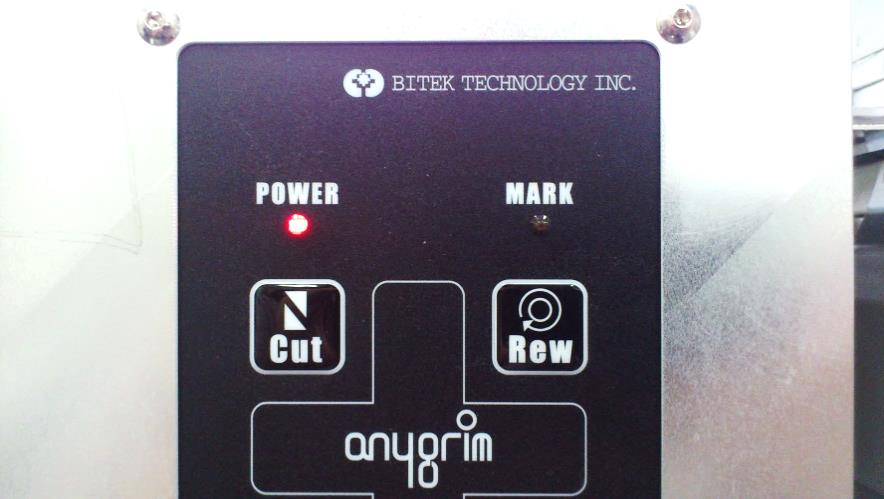 BITEK TECHNOLOGY INC.
POWER
MARK
Cut
Rew
anygrim